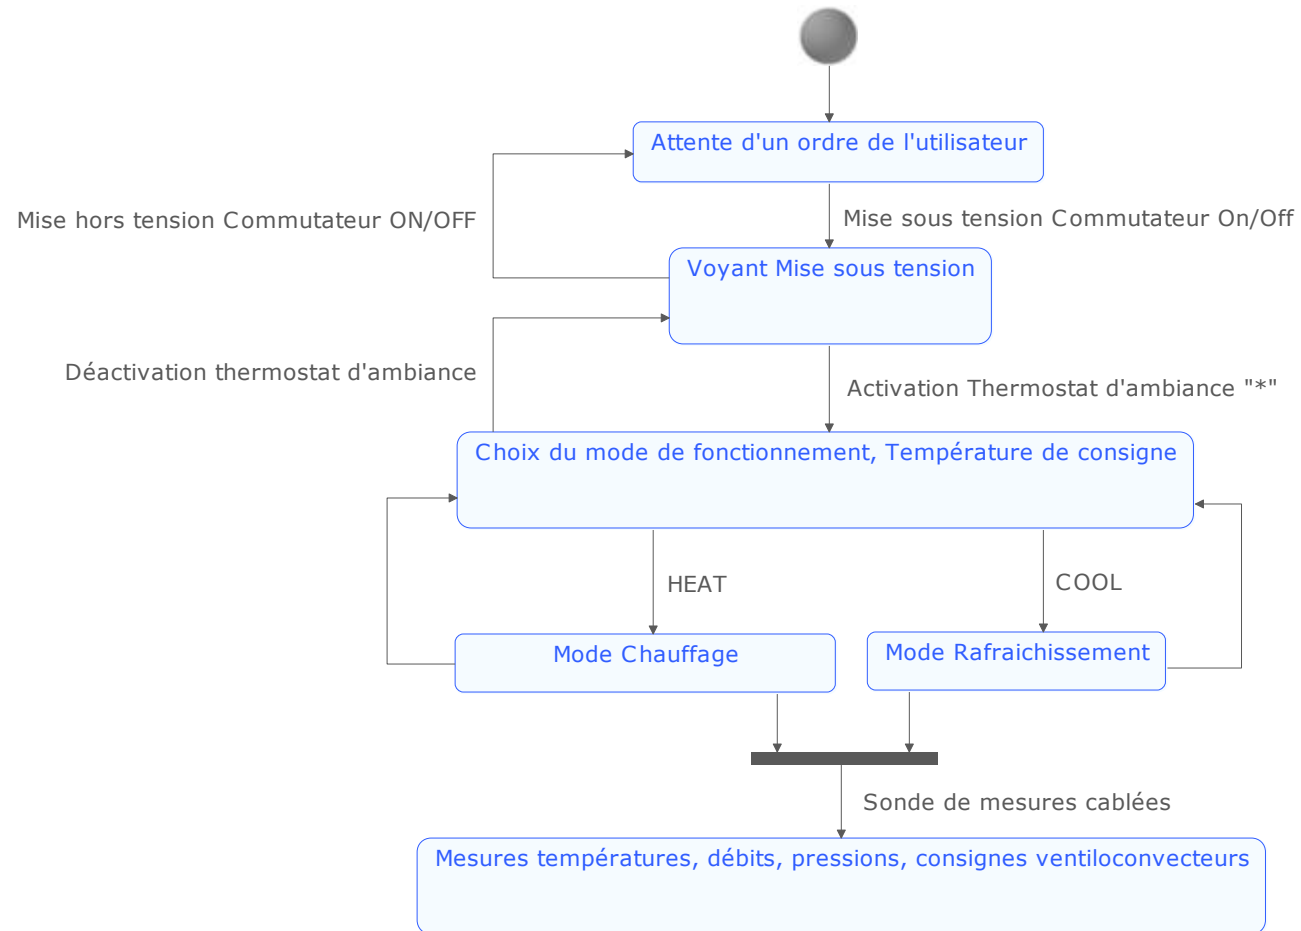 Attente d'un ordre de l'utilisateur
Mise hors tension Commutateur ON/OFF
Mise sous tension Commutateur On/Off
Voyant Mise sous tension
Déactivation thermostat d'ambiance
Activation Thermostat d'ambiance "*"
Choix du mode de fonctionnement, Température de consigne
HEAT
COOL
Mode Chauffage
Mode Rafraichissement
Sonde de mesures cablées
Mesures températures, débits, pressions, consignes ventiloconvecteurs